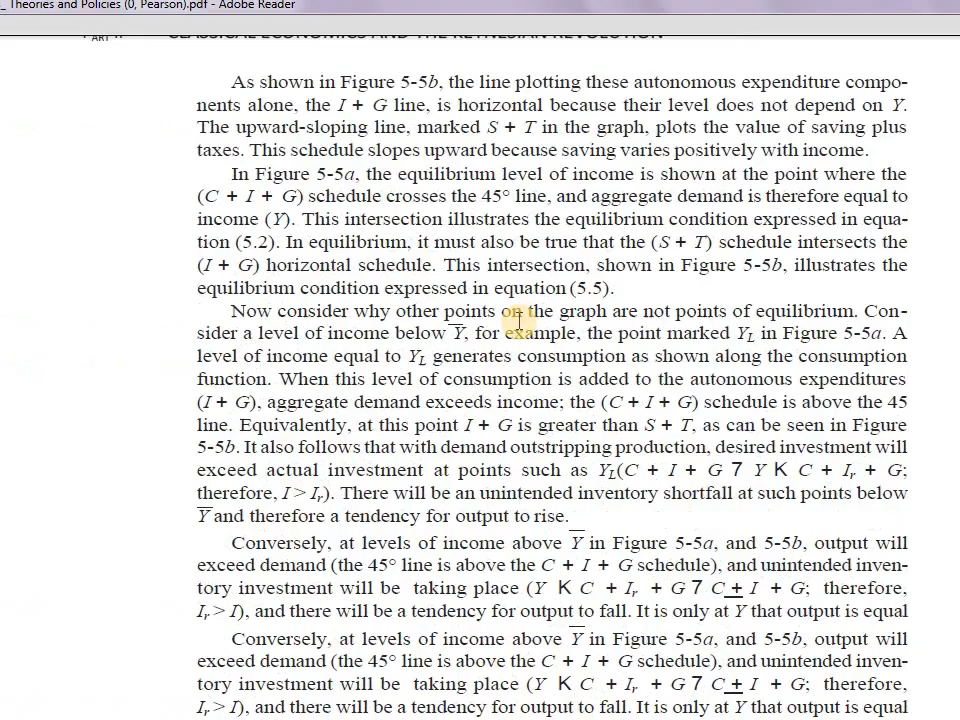 _ Theories and Policies (0, Pearson).pdf - Adobe Reader
As shown in Figure 5-5b, the line plotting these autonomous expenditure compo-
nents alone, the I + G line, is horizontal because their level does not depend on Y.
The upward-sloping line, marked S + T in the graph, plots the value of saving plus
taxes. This schedule slopes upward because saving varies positively with income.
In Figure 5-5a, the equilibrium level of income is shown at the point where the
(C + I + G) schedule crosses the 45° line, and aggregate demand is therefore equal to
income (Y). This intersection illustrates the equilibrium condition expressed in equa-
tion (5.2). In equilibrium, it must also be true that the (S + T) schedule intersects the
(I + G) horizontal schedule. This intersection, shown in Figure 5-5b, illustrates the
equilibrium condition expressed in equation (5.5).
Now consider why other points on the graph are not points of equilibrium. Con-
sider a level of income below Y̅, for example, the point marked Y_L in Figure 5-5a. A
level of income equal to Y_L generates consumption as shown along the consumption
function. When this level of consumption is added to the autonomous expenditures
(I + G), aggregate demand exceeds income; the (C + I + G) schedule is above the 45
line. Equivalently, at this point I + G is greater than S + T, as can be seen in Figure
5-5b. It also follows that with demand outstripping production, desired investment will
exceed actual investment at points such as Y_L(C + I + G 7 Y K C + I_r + G;
therefore, I > I_r). There will be an unintended inventory shortfall at such points below
Y̅ and therefore a tendency for output to rise.
Conversely, at levels of income above Y̅ in Figure 5-5a, and 5-5b, output will
exceed demand (the 45° line is above the C + I + G schedule), and unintended inven-
tory investment will be taking place (Y K C + I_r + G 7 C + I + G; therefore,
I_r > I), and there will be a tendency for output to fall. It is only at Y̅ that output is equal
Conversely, at levels of income above Y̅ in Figure 5-5a, and 5-5b, output will
exceed demand (the 45° line is above the C + I + G schedule), and unintended inven-
tory investment will be taking place (Y K C + I_r + G 7 C + I + G; therefore,
I_r > I), and there will be a tendency for output to fall. It is only at Y̅ that output is equal